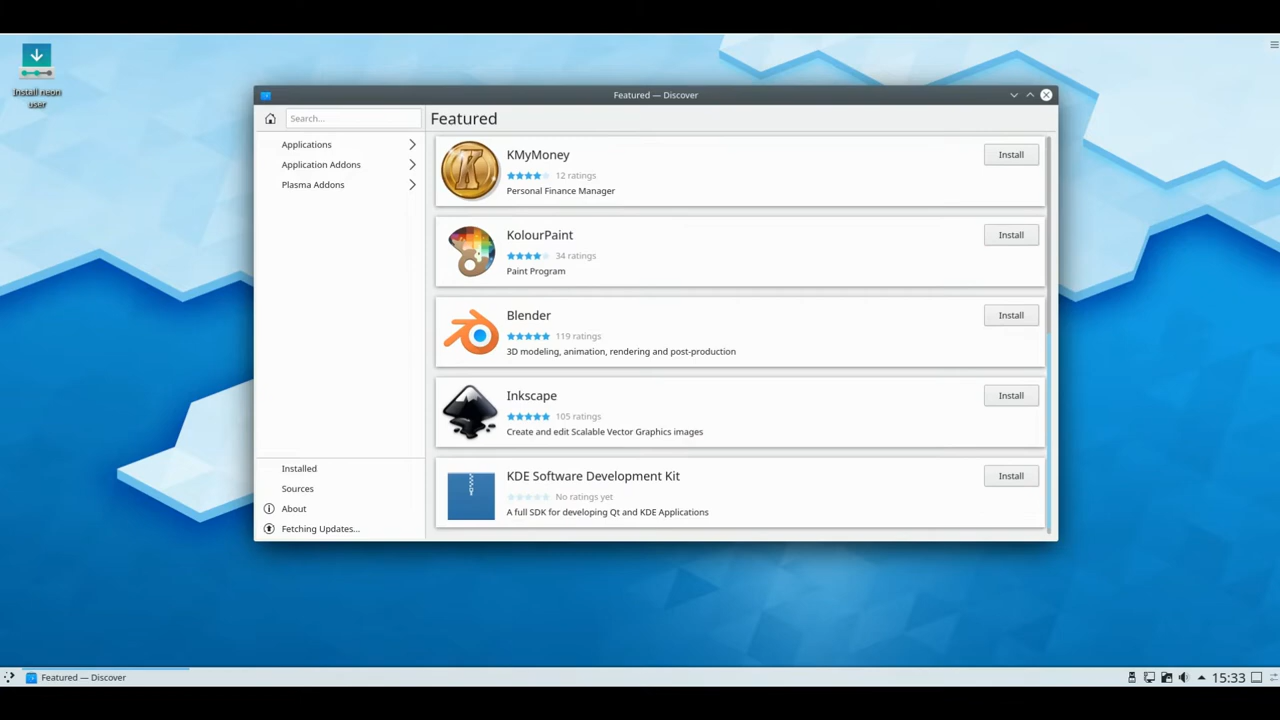 Install neon
user
Featured — Discover
Search...
Featured
Applications
Application Addons
Plasma Addons
KMyMoney
12 ratings
Personal Finance Manager
Install
KolourPaint
34 ratings
Paint Program
Install
Blender
119 ratings
3D modeling, animation, rendering and post-production
Install
Inkscape
105 ratings
Create and edit Scalable Vector Graphics images
Install
KDE Software Development Kit
No ratings yet
A full SDK for developing Qt and KDE Applications
Install
Installed
Sources
About
Fetching Updates...
Featured — Discover
15:33